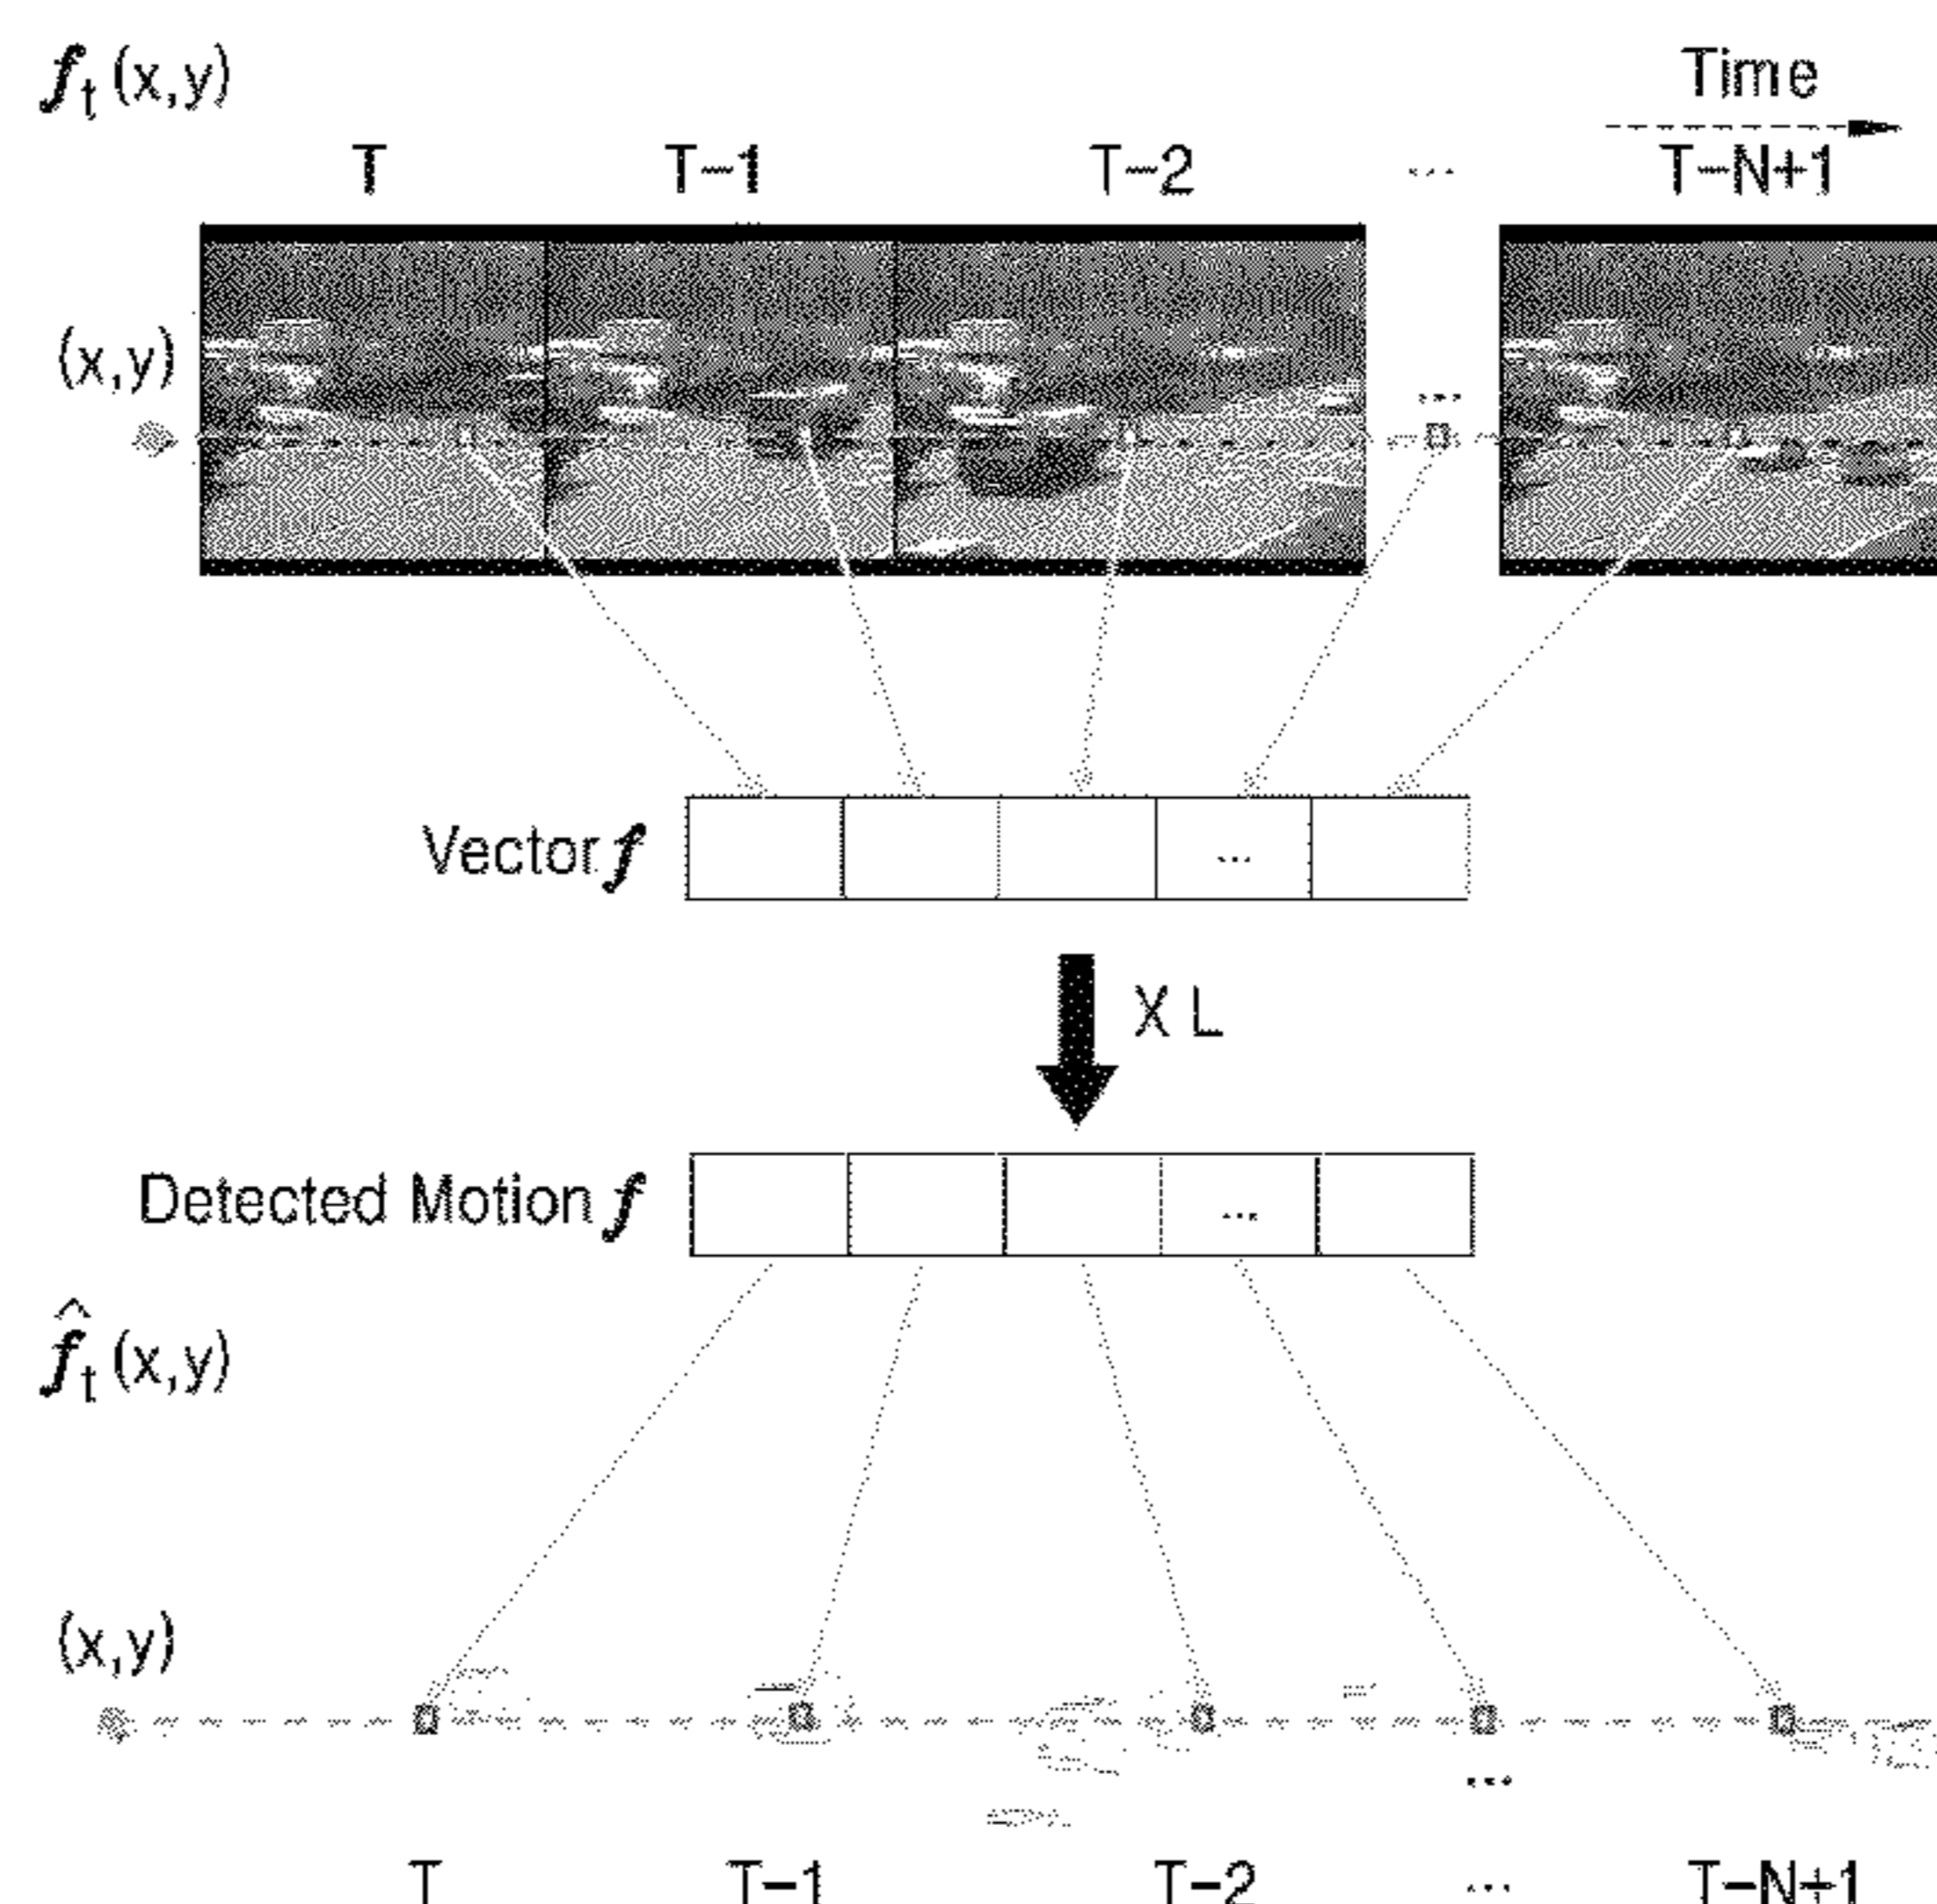 f_t (x,y)
Time
T T-1 T-2 ... T-N+1
(x,y)
...
Vector f
...
X L
Detected Motion f
...
f̂_t (x,y)
(x,y)
...
T T-1 T-2 ... T-N+1